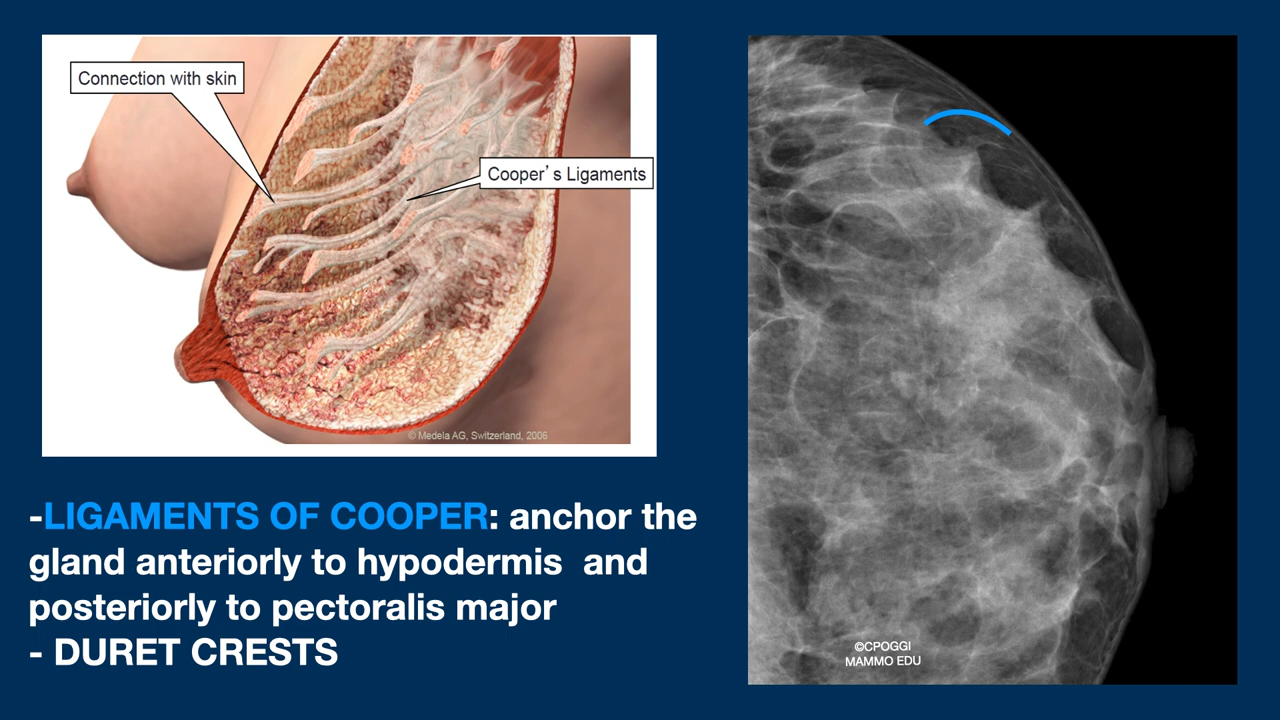 Connection with skin
Cooper's Ligaments
© Medela AG, Switzerland, 2006
-LIGAMENTS OF COOPER: anchor the
gland anteriorly to hypodermis and
posteriorly to pectoralis major
- DURET CRESTS
©CPOGGI
MAMMO EDU